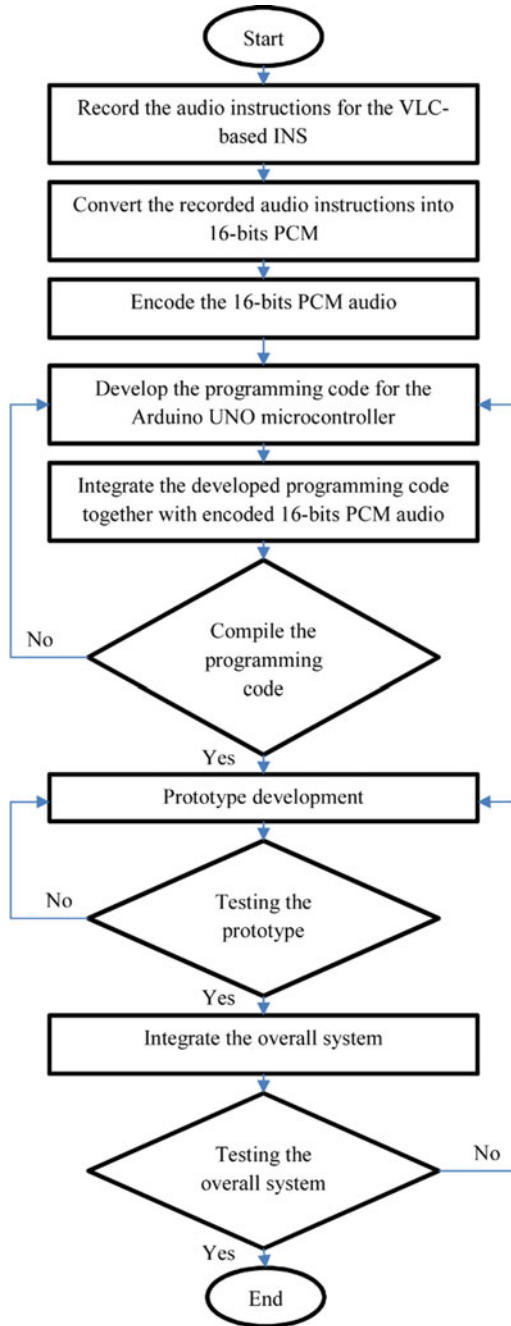 Start
Record the audio instructions for the VLC-
based INS
Convert the recorded audio instructions into
16-bits PCM
Encode the 16-bits PCM audio
Develop the programming code for the
Arduino UNO microcontroller
Integrate the developed programming code
together with encoded 16-bits PCM audio
No
Compile the
programming
code
Yes
Prototype development
No
Testing the
prototype
Yes
Integrate the overall system
Testing the
overall system
No
Yes
End